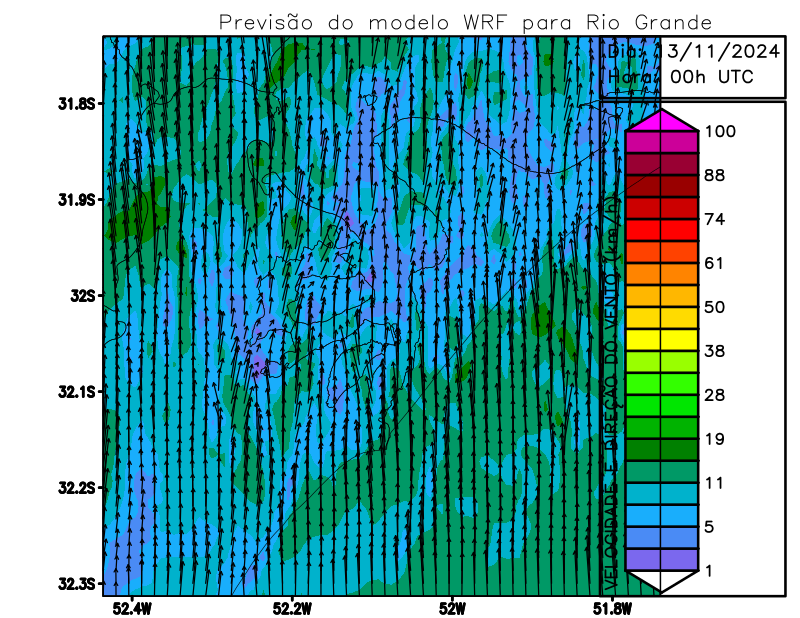 Previsão do modelo WRF para Rio Grande
Dia: 3/11/2024
Hora: 00h UTC
31.8S
31.9S
32S
32.1S
32.2S
32.3S
52.4W
52.2W
52W
51.8W
VELOCIDADE E DIREÇÃO DO VENTO (km/h)
100
88
74
61
50
38
28
19
11
5
1